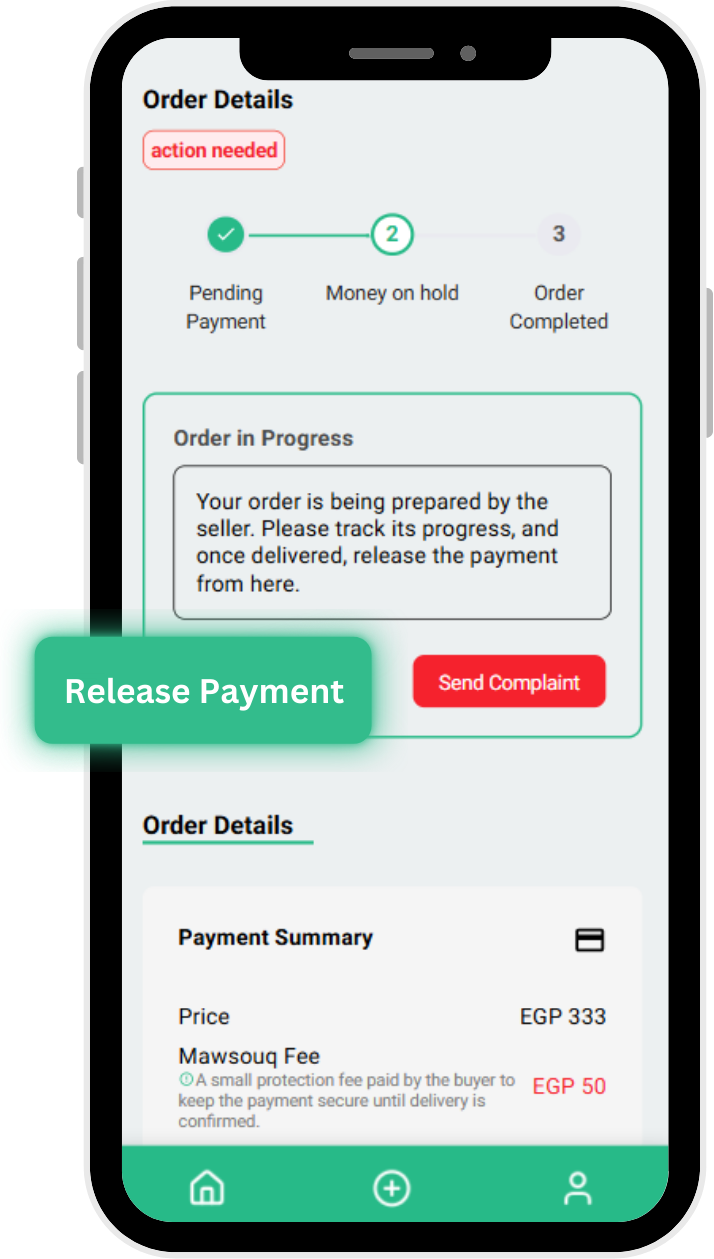 Order Details
action needed
2
3
Pending
Payment
Money on hold
Order
Completed
Order in Progress
Your order is being prepared by the
seller. Please track its progress, and
once delivered, release the payment
from here.
Release Payment
Send Complaint
Order Details
Payment Summary
Price
EGP 333
Mawsouq Fee
A small protection fee paid by the buyer to
keep the payment secure until delivery is
confirmed.
EGP 50